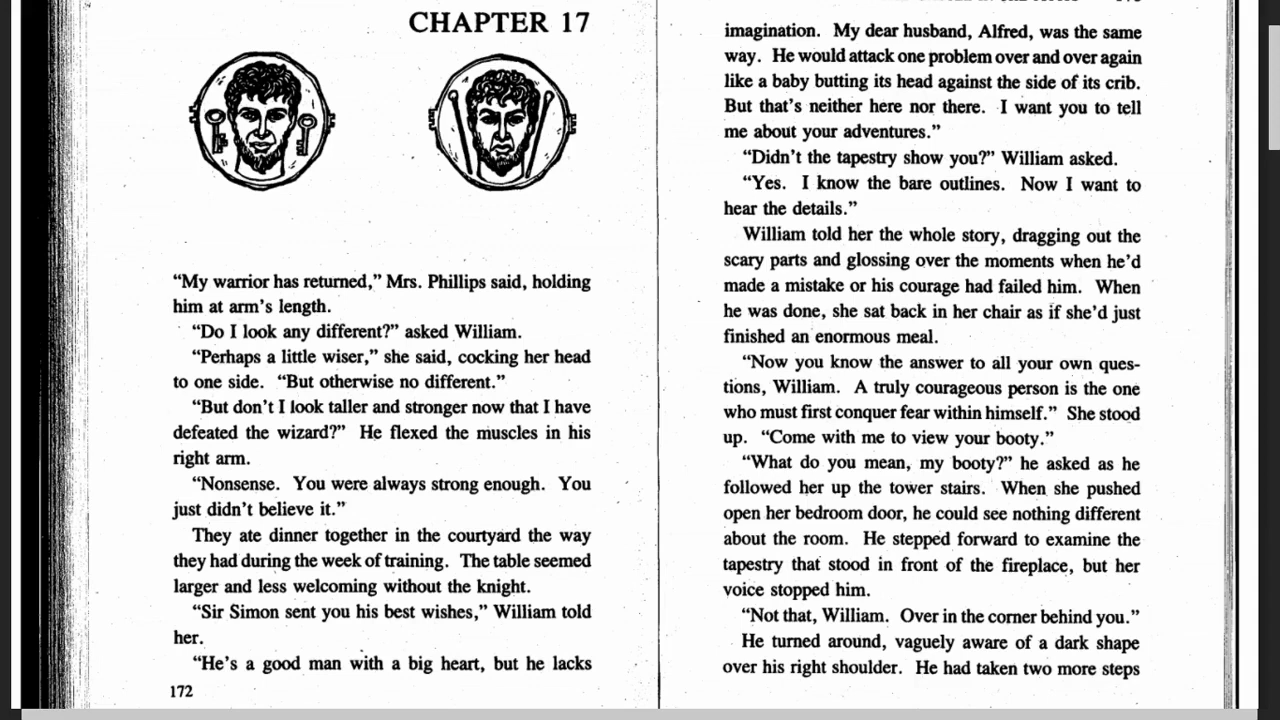 CHAPTER 17
“My warrior has returned,” Mrs. Phillips said, holding
him at arm’s length.
“Do I look any different?” asked William.
“Perhaps a little wiser,” she said, cocking her head
to one side. “But otherwise no different.”
“But don’t I look taller and stronger now that I have
defeated the wizard?” He flexed the muscles in his
right arm.
“Nonsense. You were always strong enough. You
just didn’t believe it.”
They ate dinner together in the courtyard the way
they had during the week of training. The table seemed
larger and less welcoming without the knight.
“Sir Simon sent you his best wishes,” William told
her.
“He’s a good man with a big heart, but he lacks
172
imagination. My dear husband, Alfred, was the same
way. He would attack one problem over and over again
like a baby butting its head against the side of its crib.
But that’s neither here nor there. I want you to tell
me about your adventures.”
“Didn’t the tapestry show you?” William asked.
“Yes. I know the bare outlines. Now I want to
hear the details.”
William told her the whole story, dragging out the
scary parts and glossing over the moments when he’d
made a mistake or his courage had failed him. When
he was done, she sat back in her chair as if she’d just
finished an enormous meal.
“Now you know the answer to all your own ques-
tions, William. A truly courageous person is the one
who must first conquer fear within himself.” She stood
up. “Come with me to view your booty.”
“What do you mean, my booty?” he asked as he
followed her up the tower stairs. When she pushed
open her bedroom door, he could see nothing different
about the room. He stepped forward to examine the
tapestry that stood in front of the fireplace, but her
voice stopped him.
“Not that, William. Over in the corner behind you.”
He turned around, vaguely aware of a dark shape
over his right shoulder. He had taken two more steps